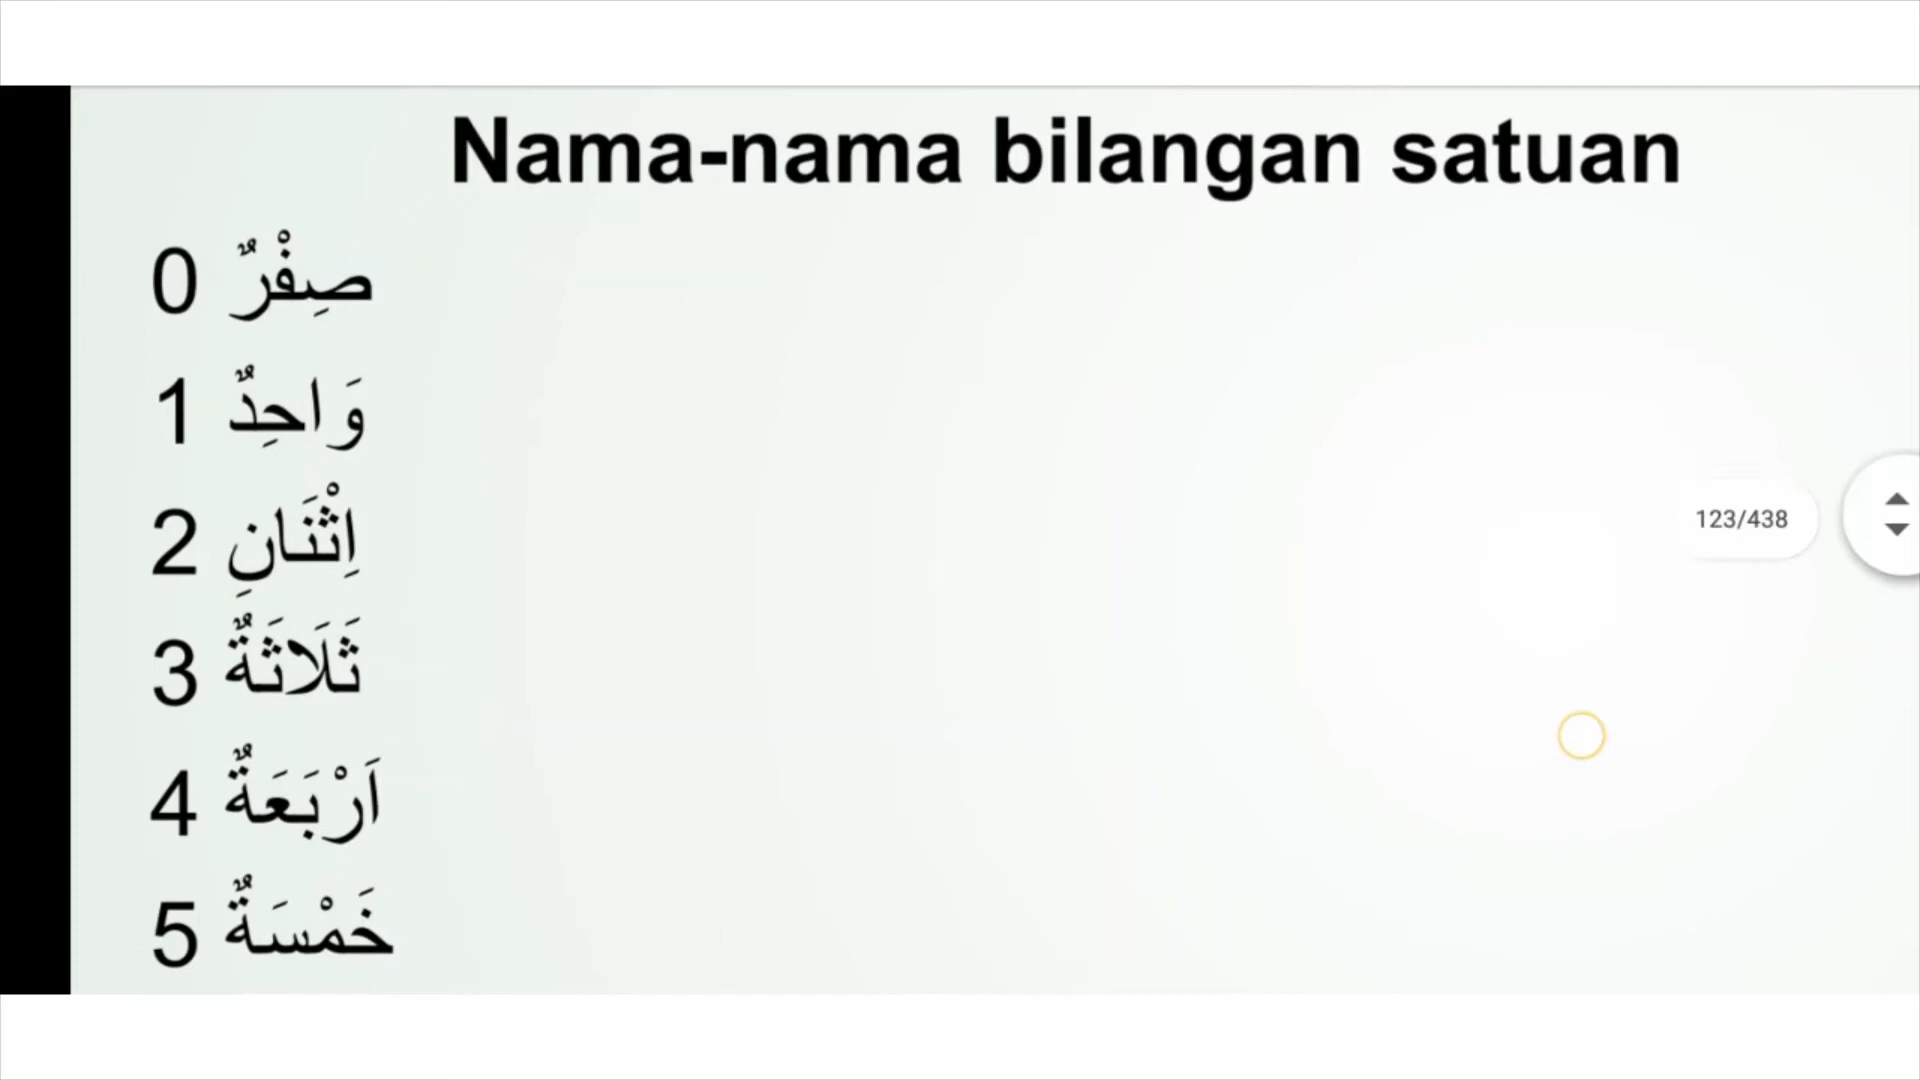 Nama-nama bilangan satuan
0 صِفْرٌ
1 وَاحِدٌ
2 اِثْنَانِ
3 ثَلَاثَةٌ
123/438
4 اَرْبَعَةٌ
5 خَمْسَةٌ